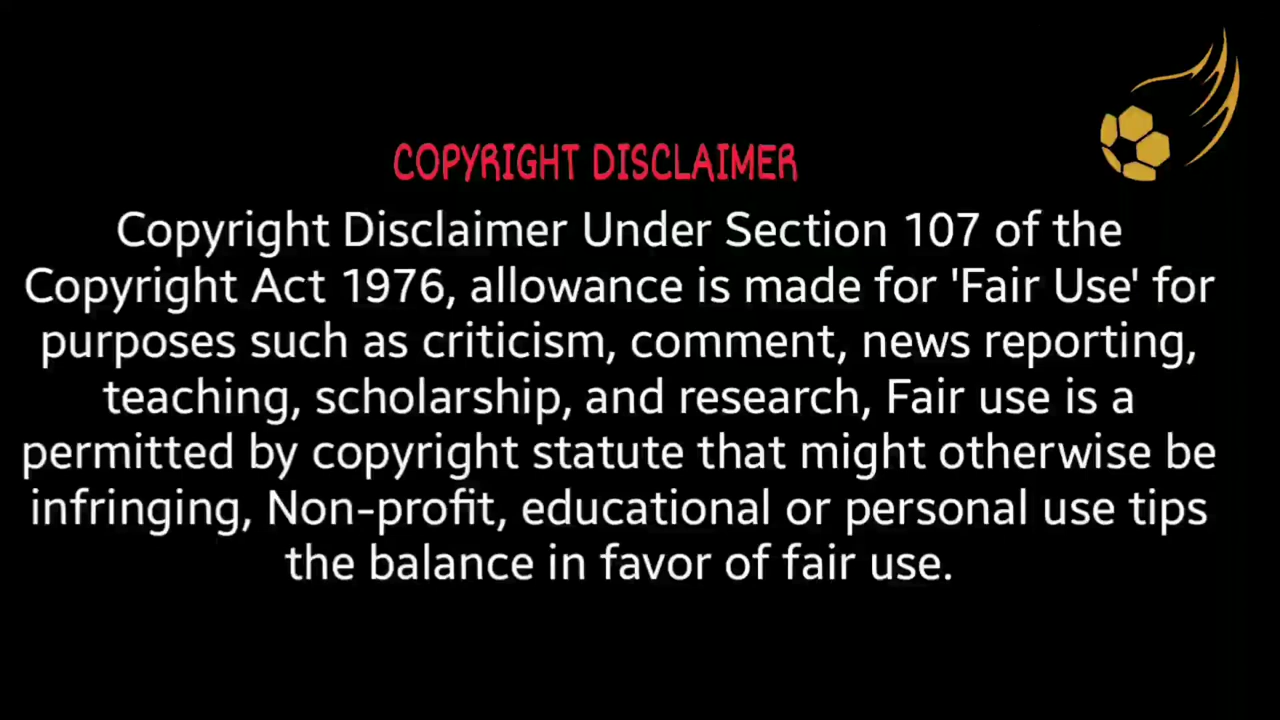 COPYRIGHT DISCLAIMER
Copyright Disclaimer Under Section 107 of the
Copyright Act 1976, allowance is made for 'Fair Use' for
purposes such as criticism, comment, news reporting,
teaching, scholarship, and research, Fair use is a
permitted by copyright statute that might otherwise be
infringing, Non-profit, educational or personal use tips
the balance in favor of fair use.